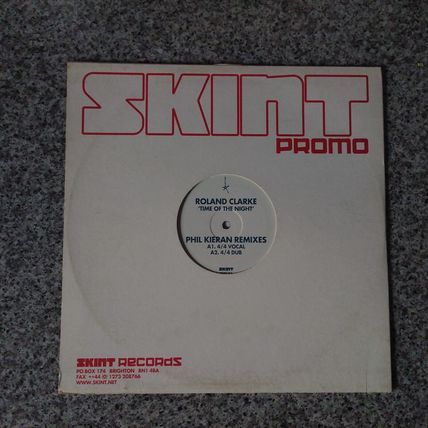 SKINT
PROMO
ROLAND CLARKE
'TIME OF THE NIGHT'
PHIL KIERAN REMIXES
A1. 4/4 VOCAL
A2. 4/4 DUB
SKINT
SKINT RECORDS
PO BOX 174 BRIGHTON BN1 4BA
FAX ++44 (0) 1273 208766
WWW.SKINT.NET